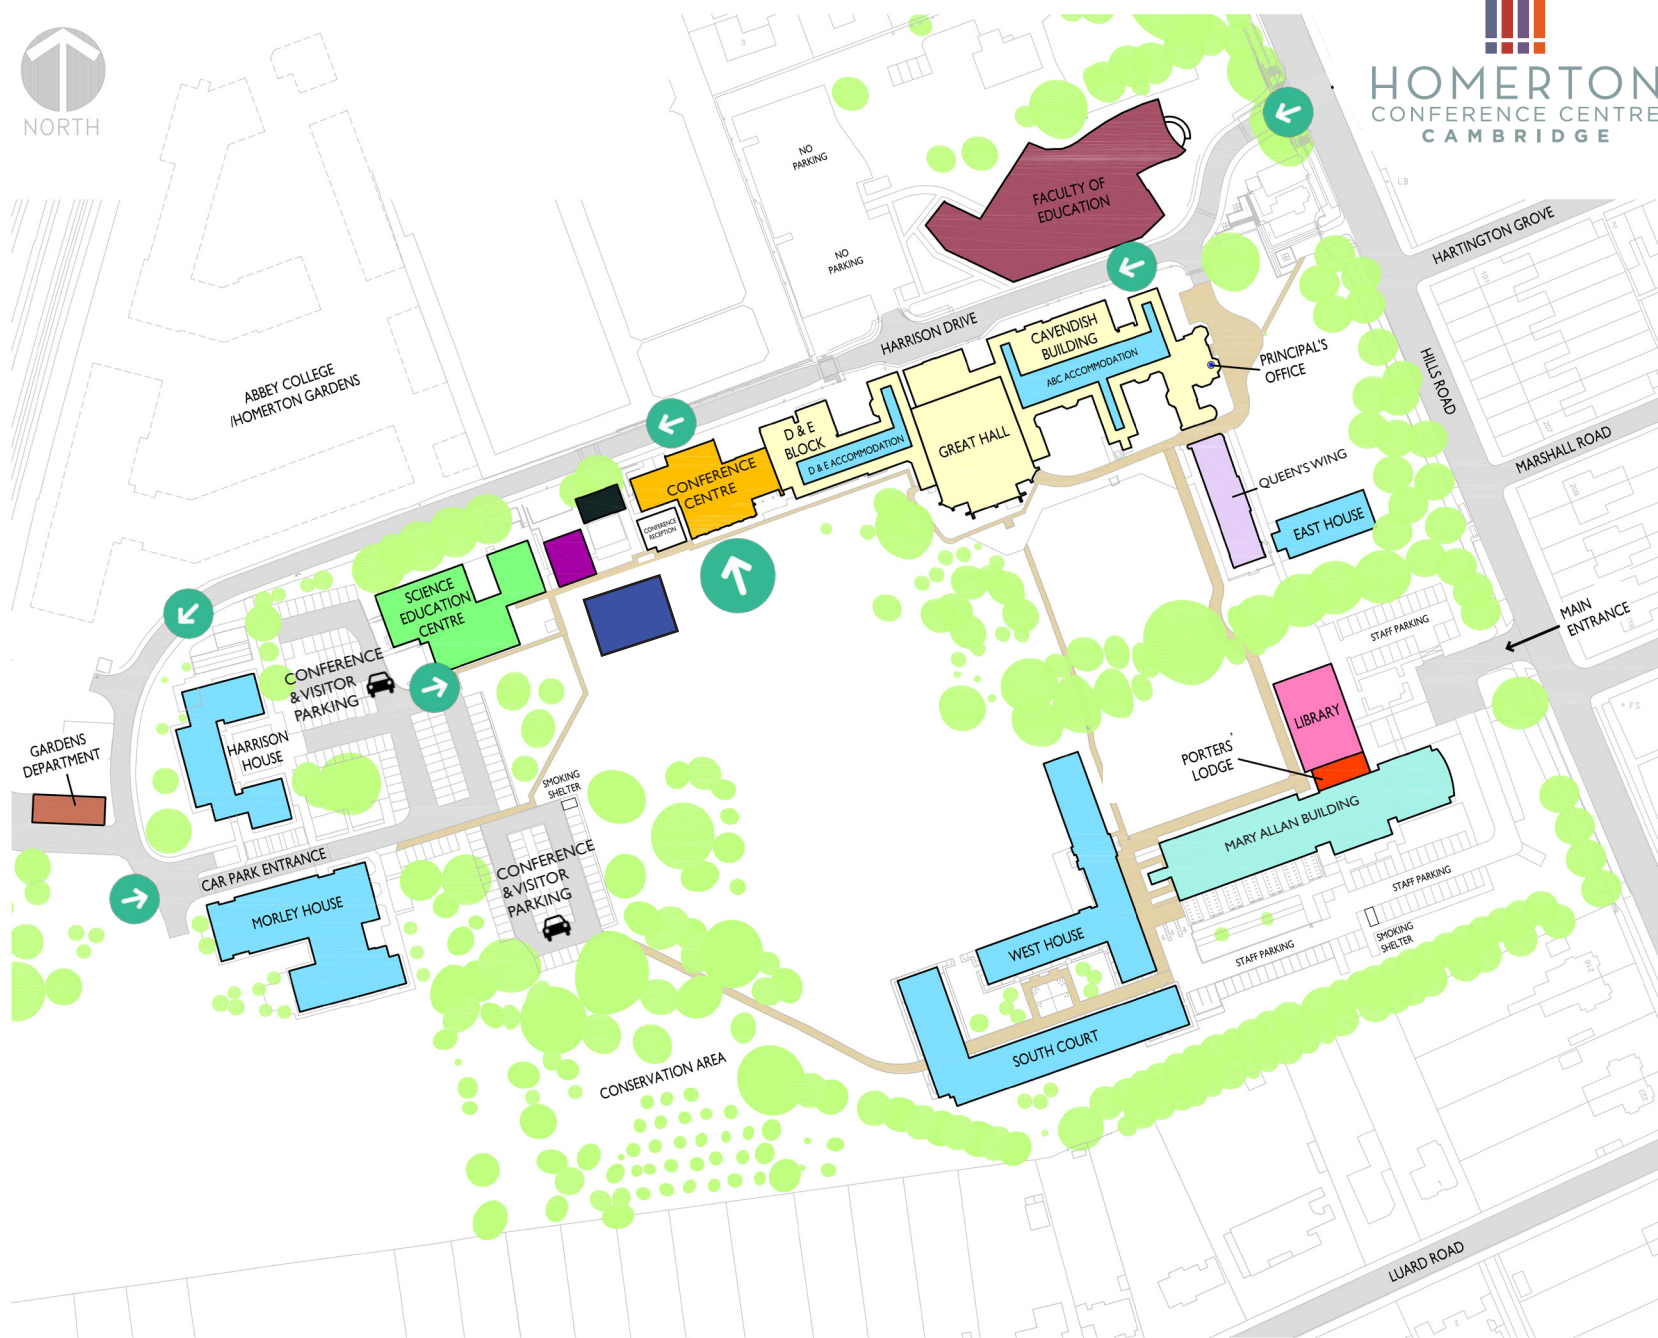 NORTH
HOMERTON
CONFERENCE CENTRE
CAMBRIDGE
NO
PARKING
NO
PARKING
FACULTY OF
EDUCATION
LB
HARTINGTON GROVE
HARRISON DRIVE
CAVENDISH
BUILDING
ABC ACCOMMODATION
PRINCIPAL'S
OFFICE
HILLS ROAD
ABBEY COLLEGE
/HOMERTON GARDENS
D & E
BLOCK
D & E ACCOMMODATION
GREAT HALL
MARSHALL ROAD
CONFERENCE
CENTRE
CONFERENCE
RECEPTION
QUEEN'S WING
EAST HOUSE
SCIENCE
EDUCATION
CENTRE
STAFF PARKING
MAIN
ENTRANCE
CONFERENCE
&VISITOR
PARKING
LIBRARY
HARRISON
HOUSE
GARDENS
DEPARTMENT
PORTERS'
LODGE
SMOKING
SHELTER
MARY ALLAN BUILDING
CAR PARK ENTRANCE
CONFERENCE
&VISITOR
PARKING
STAFF PARKING
MORLEY HOUSE
WEST HOUSE
SMOKING
SHELTER
STAFF PARKING
SOUTH COURT
CONSERVATION AREA
LUARD ROAD